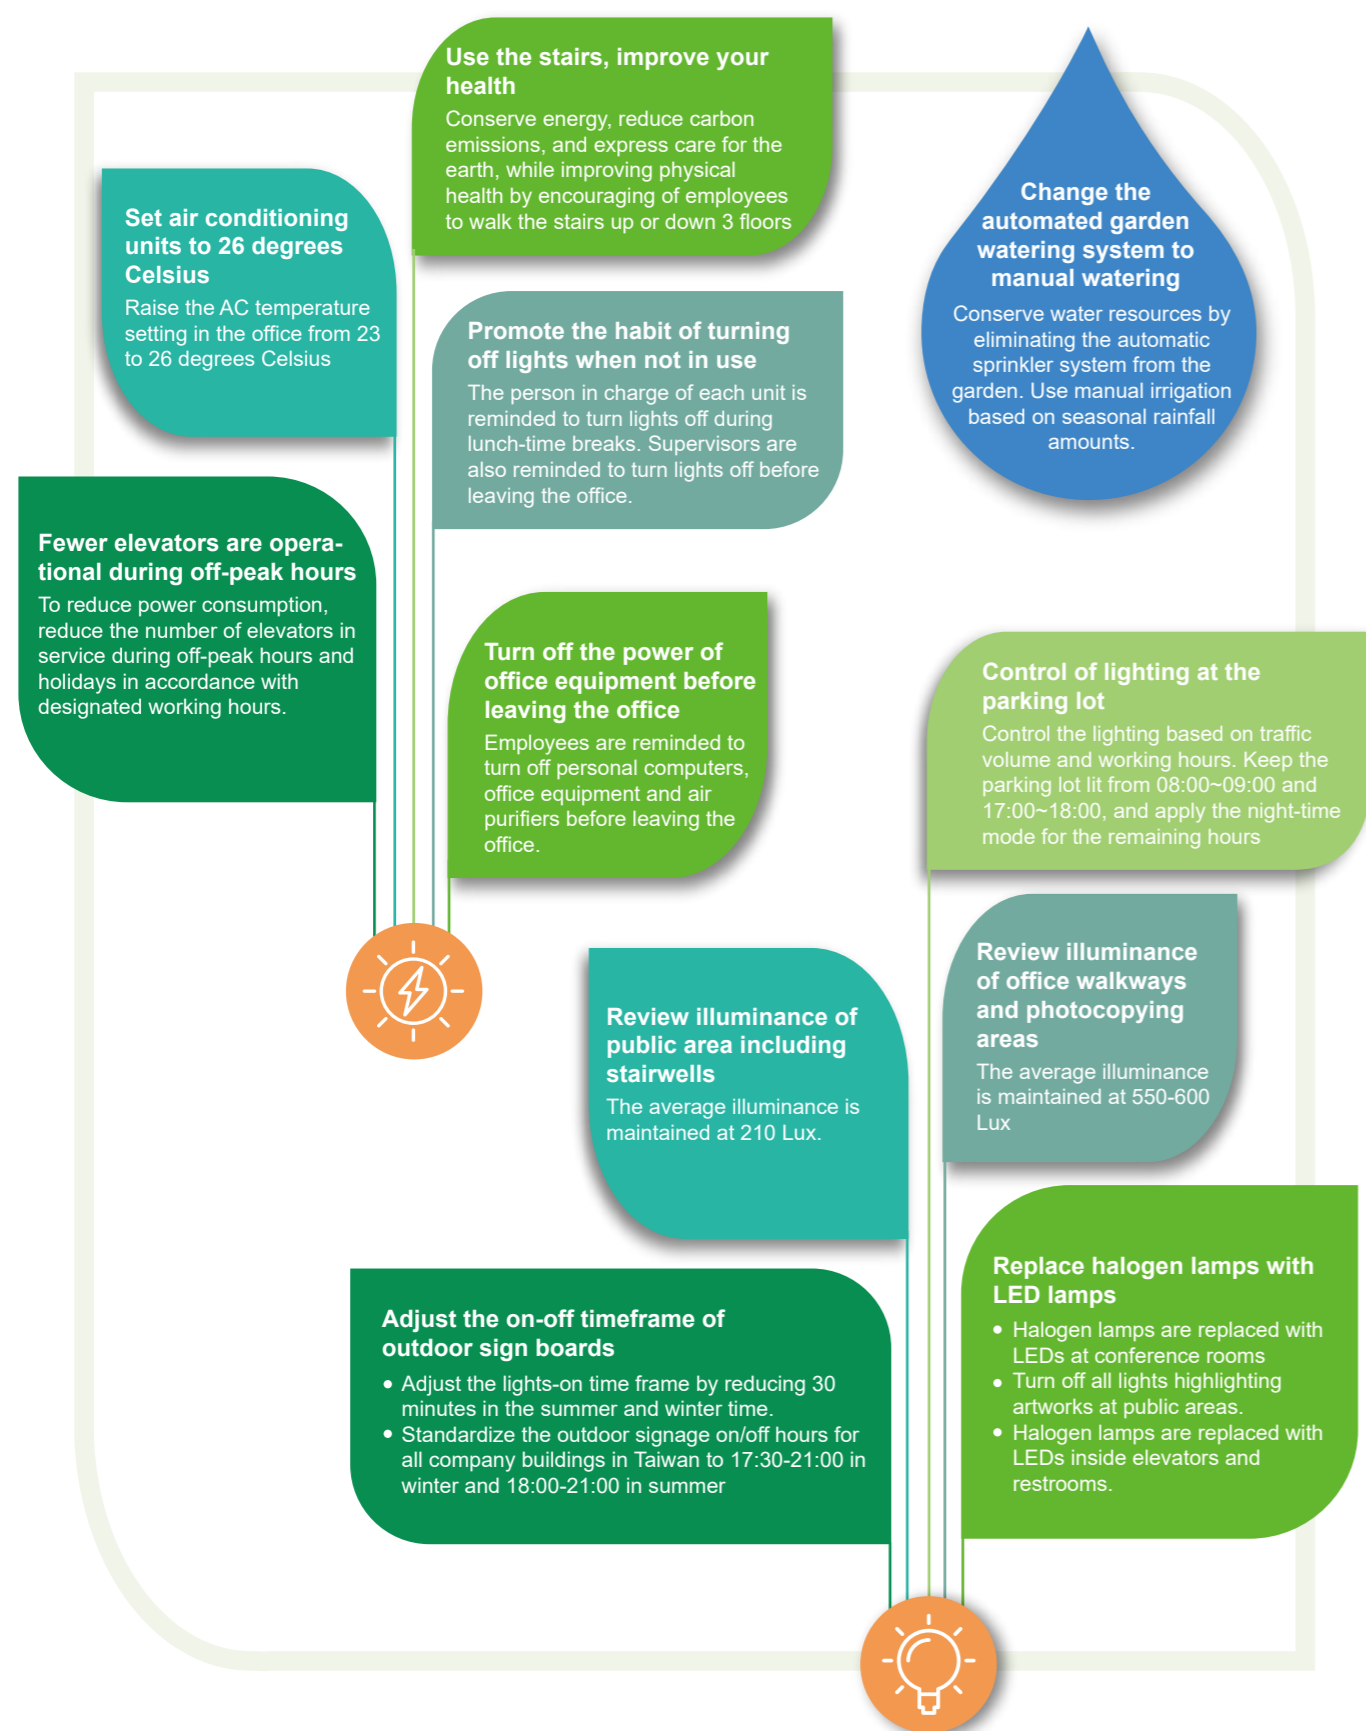 Use the stairs, improve your
health
Conserve energy, reduce carbon
emissions, and express care for the
earth, while improving physical
health by encouraging of employees
to walk the stairs up or down 3 floors
Change the
automated garden
watering system to
manual watering
Conserve water resources by
eliminating the automatic
sprinkler system from the
garden. Use manual irrigation
based on seasonal rainfall
amounts.
Set air conditioning
units to 26 degrees
Celsius
Raise the AC temperature
setting in the office from 23
to 26 degrees Celsius
Promote the habit of turning
off lights when not in use
The person in charge of each unit is
reminded to turn lights off during
lunch-time breaks. Supervisors are
also reminded to turn lights off before
leaving the office.
Fewer elevators are opera-
tional during off-peak hours
To reduce power consumption,
reduce the number of elevators in
service during off-peak hours and
holidays in accordance with
designated working hours.
Turn off the power of
office equipment before
leaving the office
Employees are reminded to
turn off personal computers,
office equipment and air
purifiers before leaving the
office.
Control of lighting at the
parking lot
Control the lighting based on traffic
volume and working hours. Keep the
parking lot lit from 08:00~09:00 and
17:00~18:00, and apply the night-time
mode for the remaining hours
Review illuminance
of office walkways
and photocopying
areas
The average illuminance
is maintained at 550-600
Lux
Review illuminance of
public area including
stairwells
The average illuminance is
maintained at 210 Lux.
Replace halogen lamps with
LED lamps
• Halogen lamps are replaced with
LEDs at conference rooms
• Turn off all lights highlighting
artworks at public areas.
• Halogen lamps are replaced with
LEDs inside elevators and
restrooms.
Adjust the on-off timeframe of
outdoor sign boards
• Adjust the lights-on time frame by reducing 30
minutes in the summer and winter time.
• Standardize the outdoor signage on/off hours for
all company buildings in Taiwan to 17:30-21:00 in
winter and 18:00-21:00 in summer